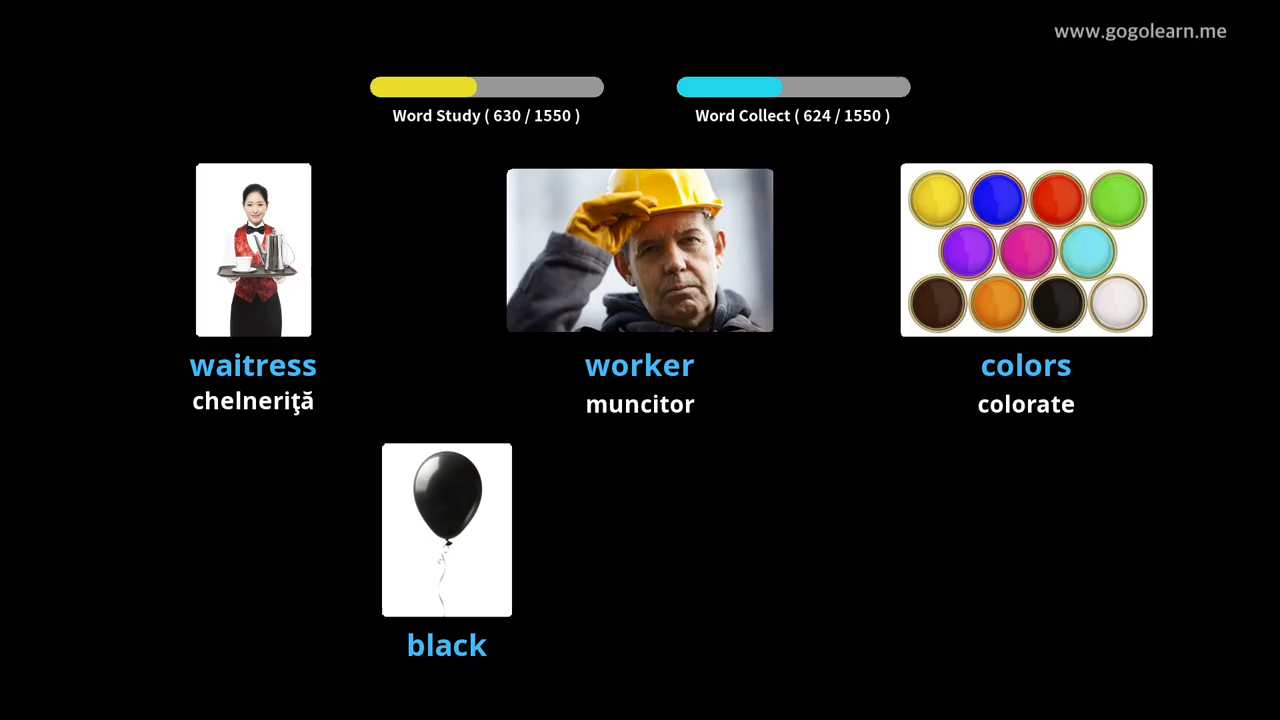 www.gogolearn.me
Word Study ( 630 / 1550 )
Word Collect ( 624 / 1550 )
waitress
chelneriţă
worker
muncitor
colors
colorate
black